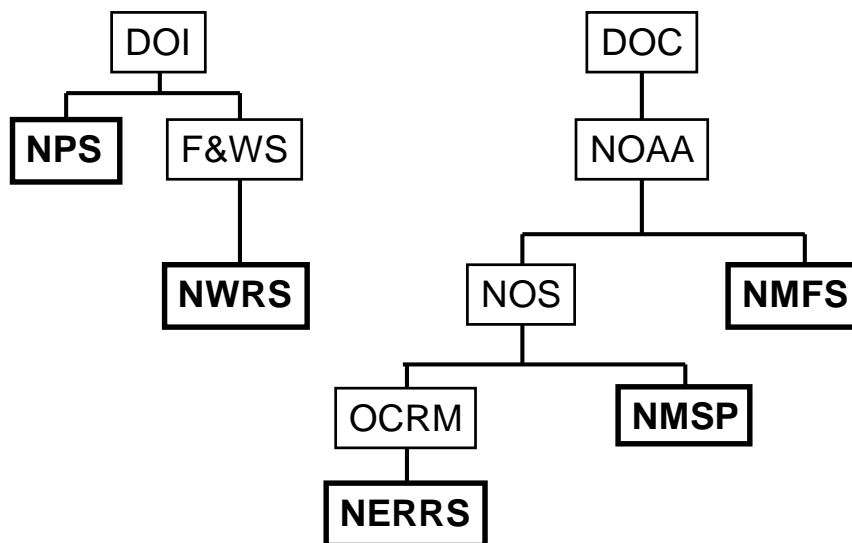 DOI
DOC
NPS
F&WS
NOAA
NWRS
NOS
NMFS
OCRM
NMSP
NERRS